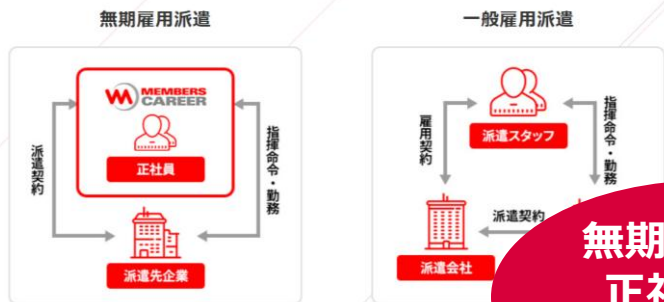 無期雇用派遣
一般雇用派遣
MEMBERS
CAREER
正社員
派遣契約
指揮命令・勤務
派遣先企業
派遣スタッフ
雇用契約
指揮命令・勤務
派遣契約
派遣会社
無期
正社